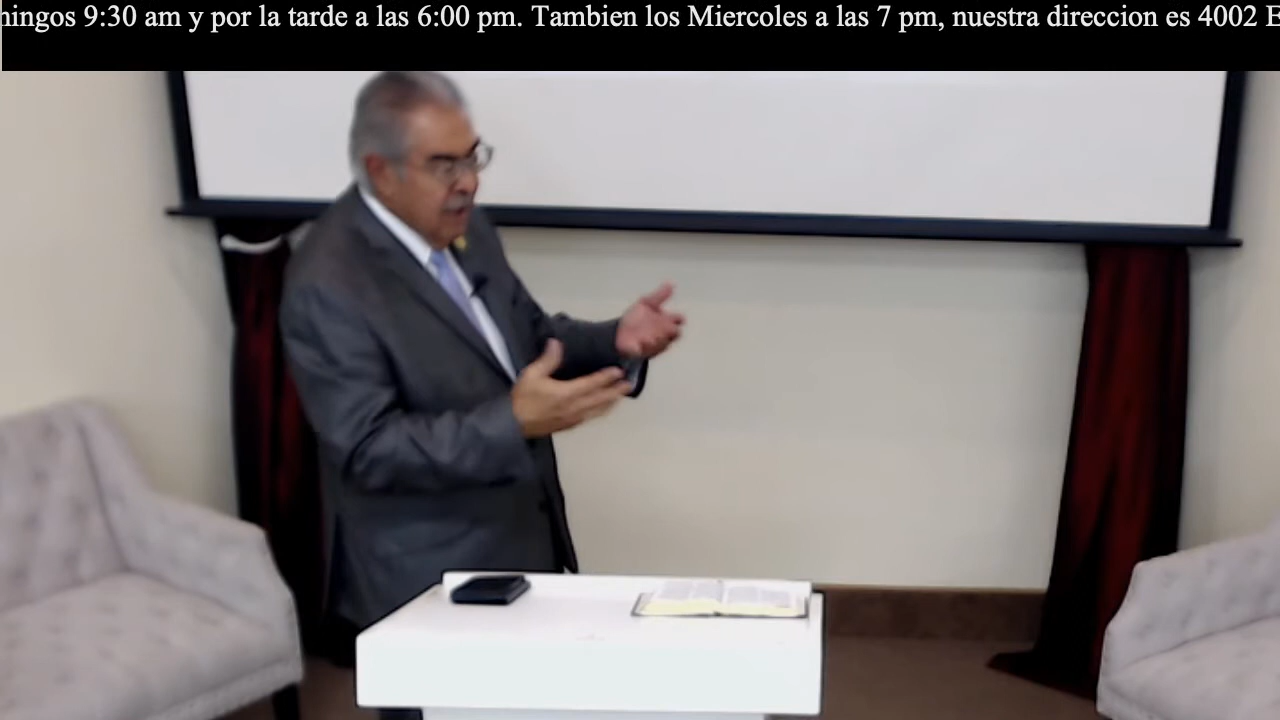 mingos 9:30 am y por la tarde a las 6:00 pm. Tambien los Miercoles a las 7 pm, nuestra direccion es 4002 E